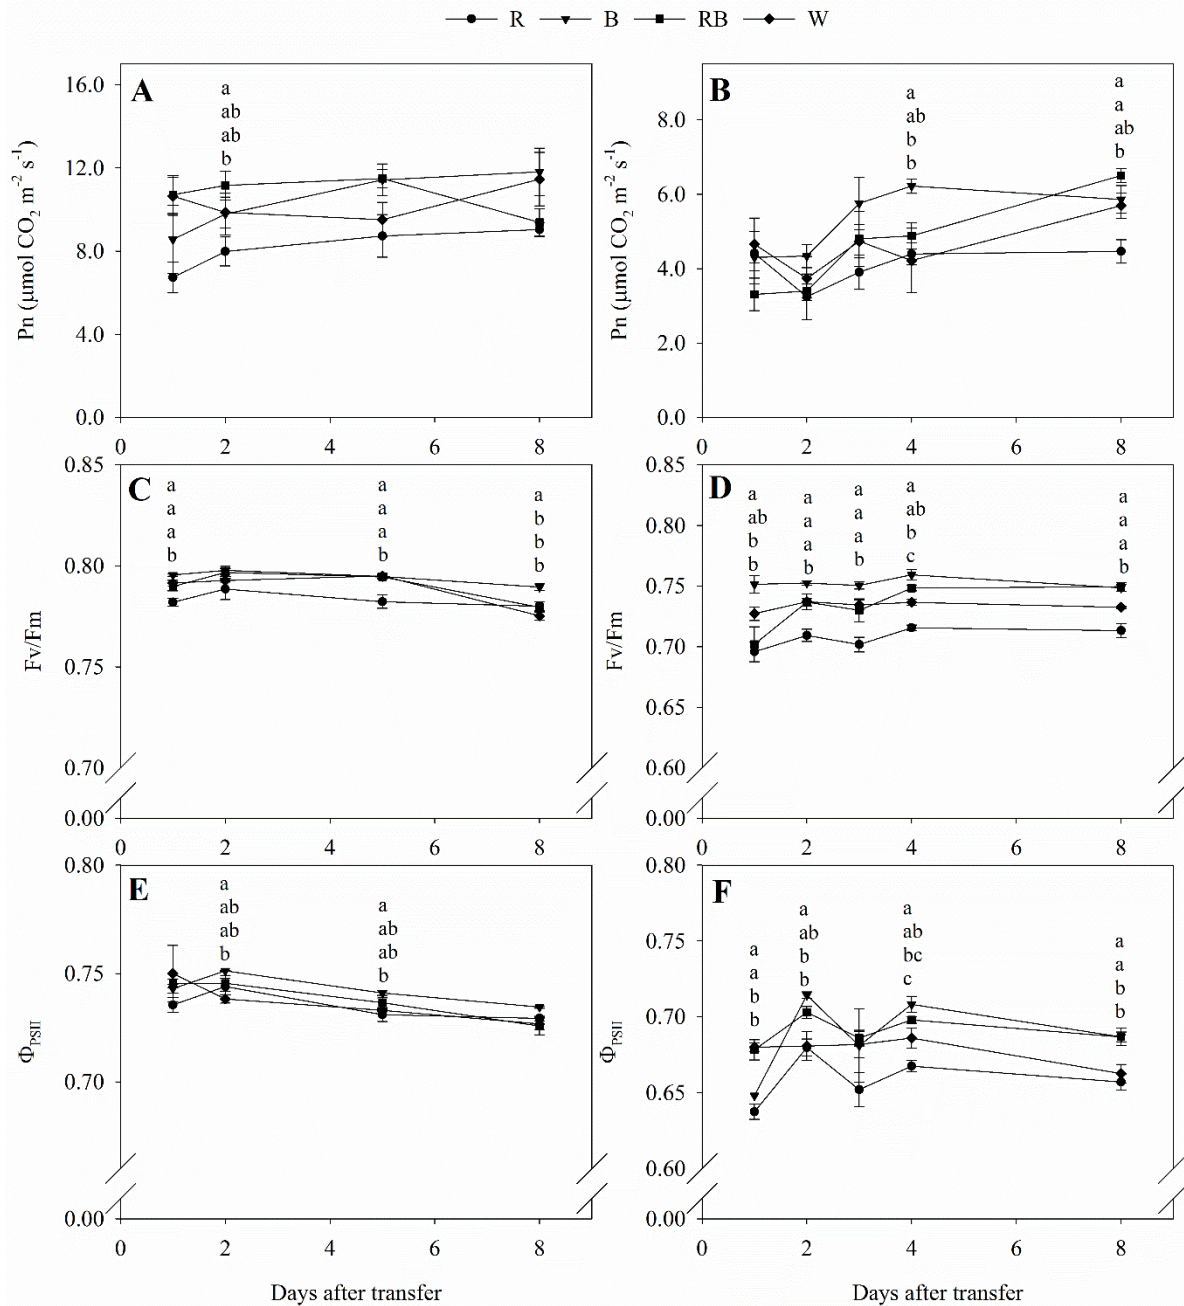 R B RB W
A
a
ab
ab
b
16.0
12.0
8.0
4.0
0.0
Pn (µmol CO2 m-2 s-1)
0 2 4 6 8
B
a
ab
b
b
a
a
ab
b
8.0
6.0
4.0
2.0
0.0
Pn (µmol CO2 m-2 s-1)
0 2 4 6 8
C
a
a
a
b
a
a
a
b
a
b
b
b
0.85
0.80
0.75
0.70
0.00
Fv/Fm
0 2 4 6 8
D
a
ab
b
b
a
a
a
b
a
a
a
b
a
ab
b
c
a
a
a
b
0.85
0.80
0.75
0.70
0.65
0.60
0.00
Fv/Fm
0 2 4 6 8
E
a
ab
ab
b
a
ab
ab
b
0.80
0.75
0.70
0.00
ΦPSII
0 2 4 6 8
Days after transfer
F
a
a
b
b
a
ab
b
b
a
ab
bc
c
a
a
b
b
0.80
0.75
0.70
0.65
0.60
0.00
ΦPSII
0 2 4 6 8
Days after transfer